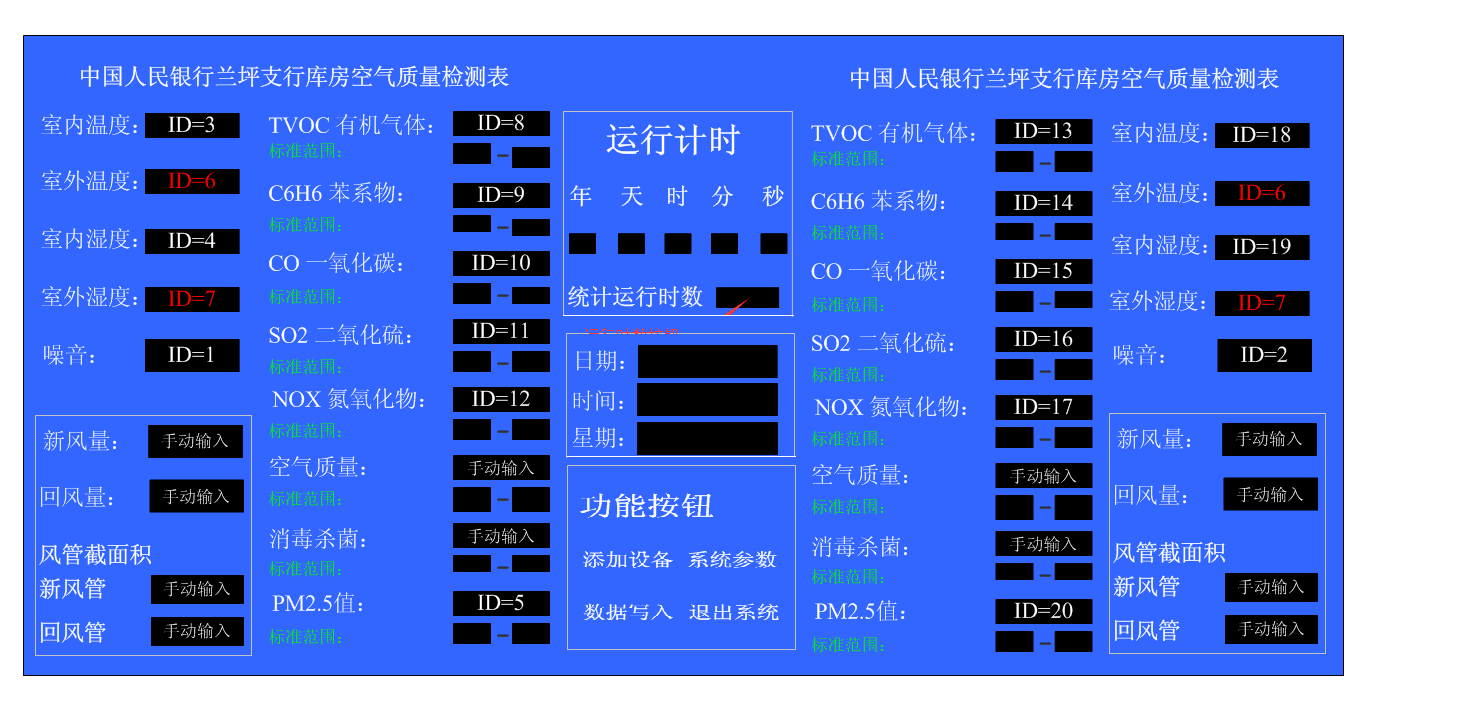 中国人民银行兰坪支行库房空气质量检测表
室内温度: ID=3
室外温度: ID=6
室内湿度: ID=4
室外湿度: ID=7
噪音: ID=1
新风量: 手动输入
回风量: 手动输入
风管截面积
新风管 手动输入
回风管 手动输入
TVOC 有机气体: ID=8
标准范围: -
C6H6 苯系物: ID=9
标准范围: -
CO 一氧化碳: ID=10
标准范围: -
SO2 二氧化硫: ID=11
标准范围: -
NOX 氮氧化物: ID=12
标准范围: -
空气质量: 手动输入
标准范围: -
消毒杀菌: 手动输入
标准范围: -
PM2.5值: ID=5
标准范围: -
运行计时
年 天 时 分 秒
统计运行时数
日期:
时间:
星期:
功能按钮
添加设备 系统参数
数据写入 退出系统
中国人民银行兰坪支行库房空气质量检测表
TVOC 有机气体: ID=13
标准范围: -
C6H6 苯系物: ID=14
标准范围: -
CO 一氧化碳: ID=15
标准范围: -
SO2 二氧化硫: ID=16
标准范围: -
NOX 氮氧化物: ID=17
标准范围: -
空气质量: 手动输入
标准范围: -
消毒杀菌: 手动输入
标准范围: -
PM2.5值: ID=20
标准范围: -
室内温度: ID=18
室外温度: ID=6
室内湿度: ID=19
室外湿度: ID=7
噪音: ID=2
新风量: 手动输入
回风量: 手动输入
风管截面积
新风管 手动输入
回风管 手动输入